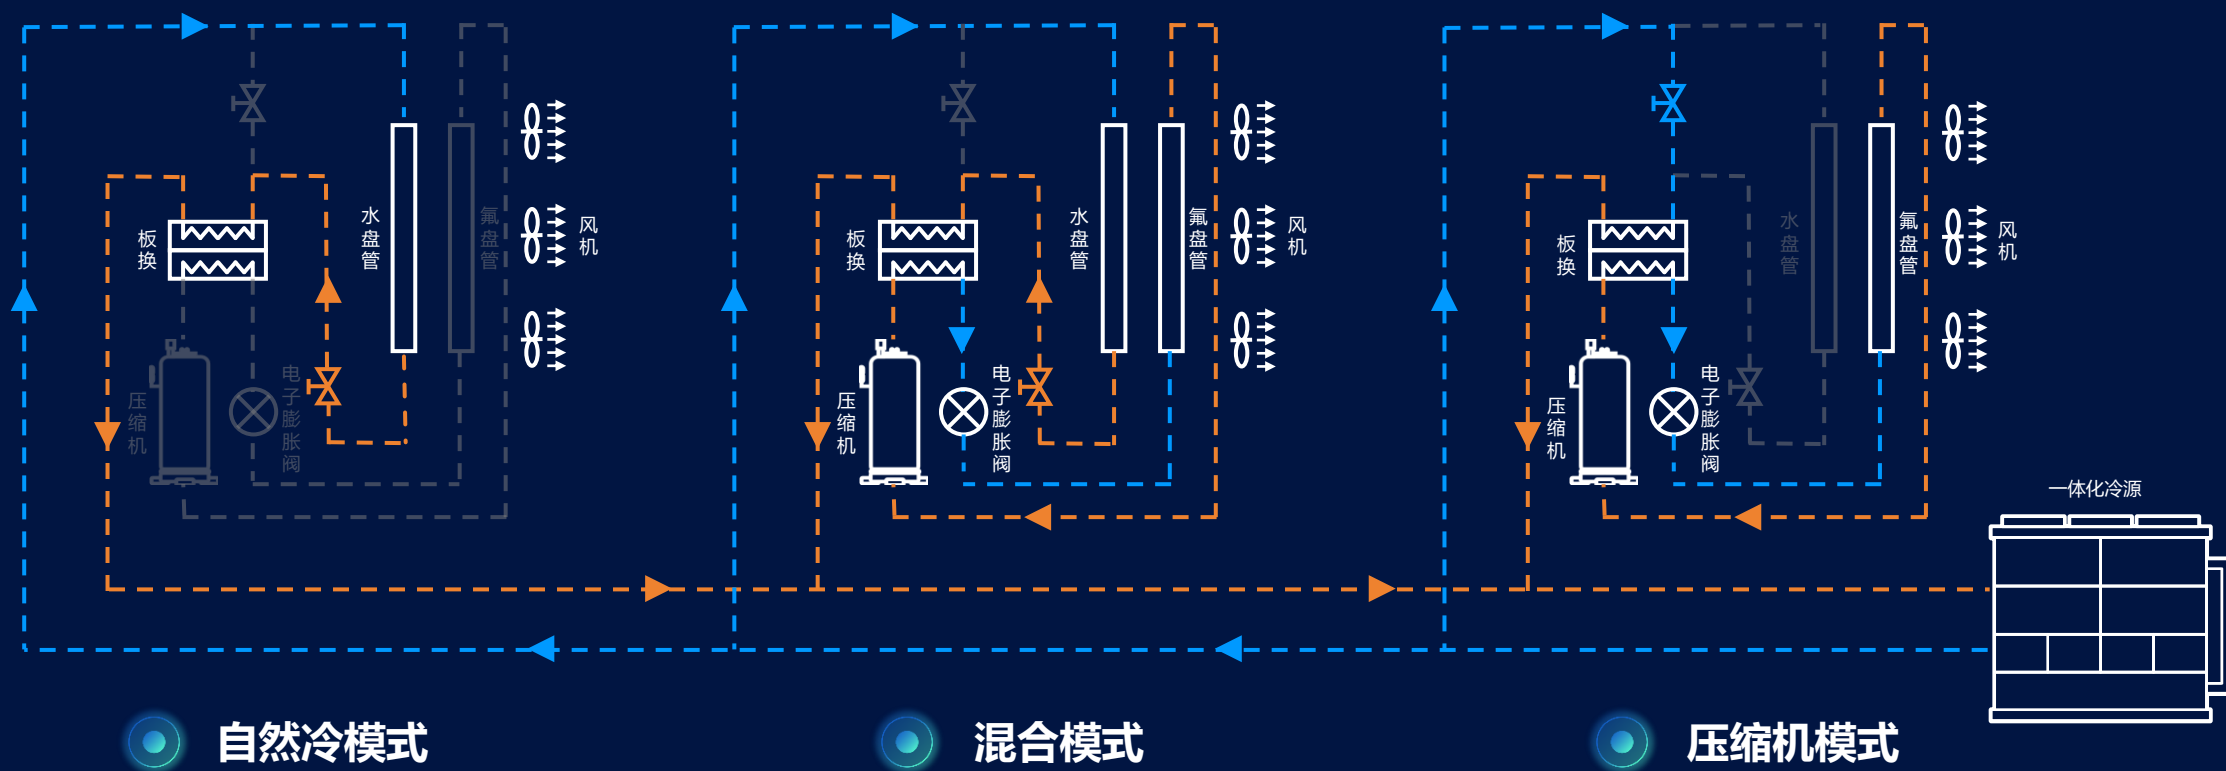 板换
压缩机
电子膨胀阀
水盘管
氟盘管
风机
板换
压缩机
电子膨胀阀
水盘管
氟盘管
风机
板换
压缩机
电子膨胀阀
水盘管
氟盘管
风机
一体化冷源
自然冷模式
混合模式
压缩机模式